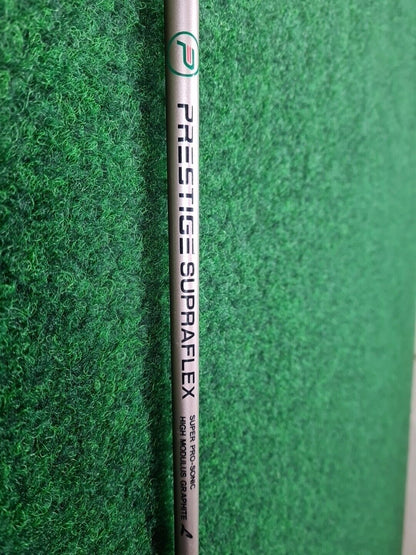 P
PRESTIGE SUPRAFLEX
SUPER PRO-SONIC
HIGH MODULUS GRAPHITE